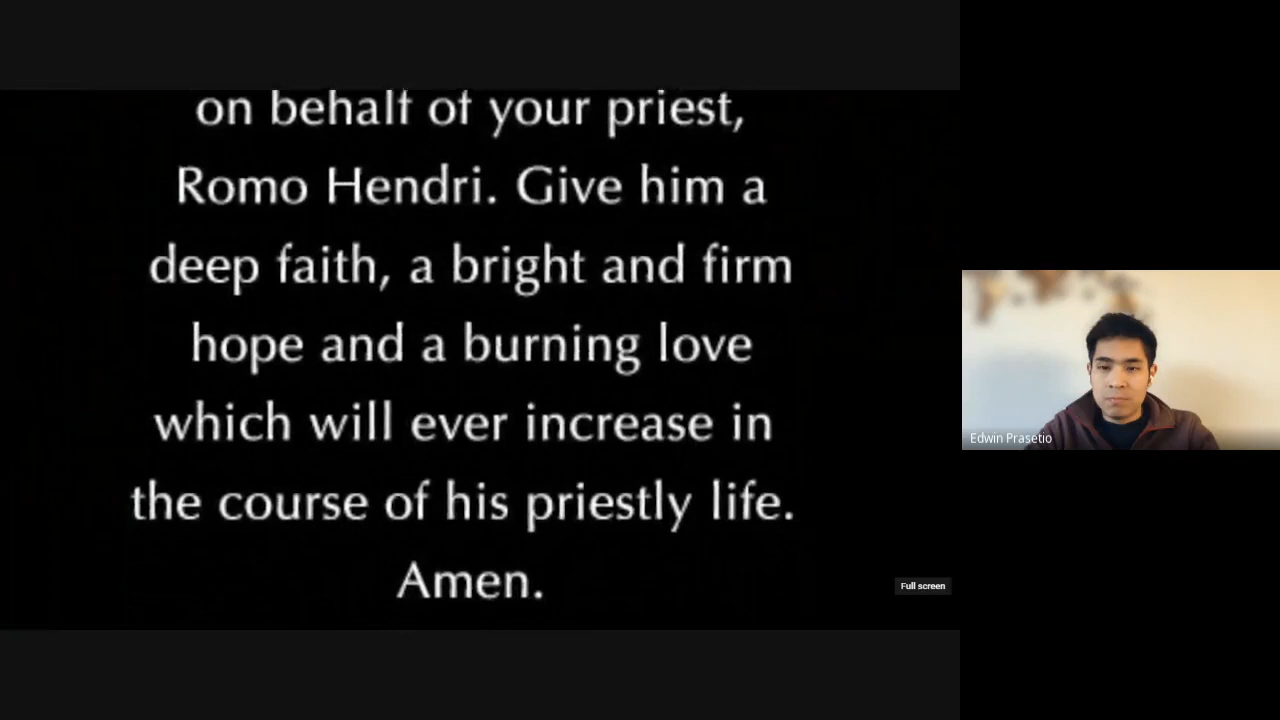 on behalf of your priest,
Romo Hendri. Give him a
deep faith, a bright and firm
hope and a burning love
which will ever increase in
the course of his priestly life.
Amen.
Full screen
Edwin Prasetio